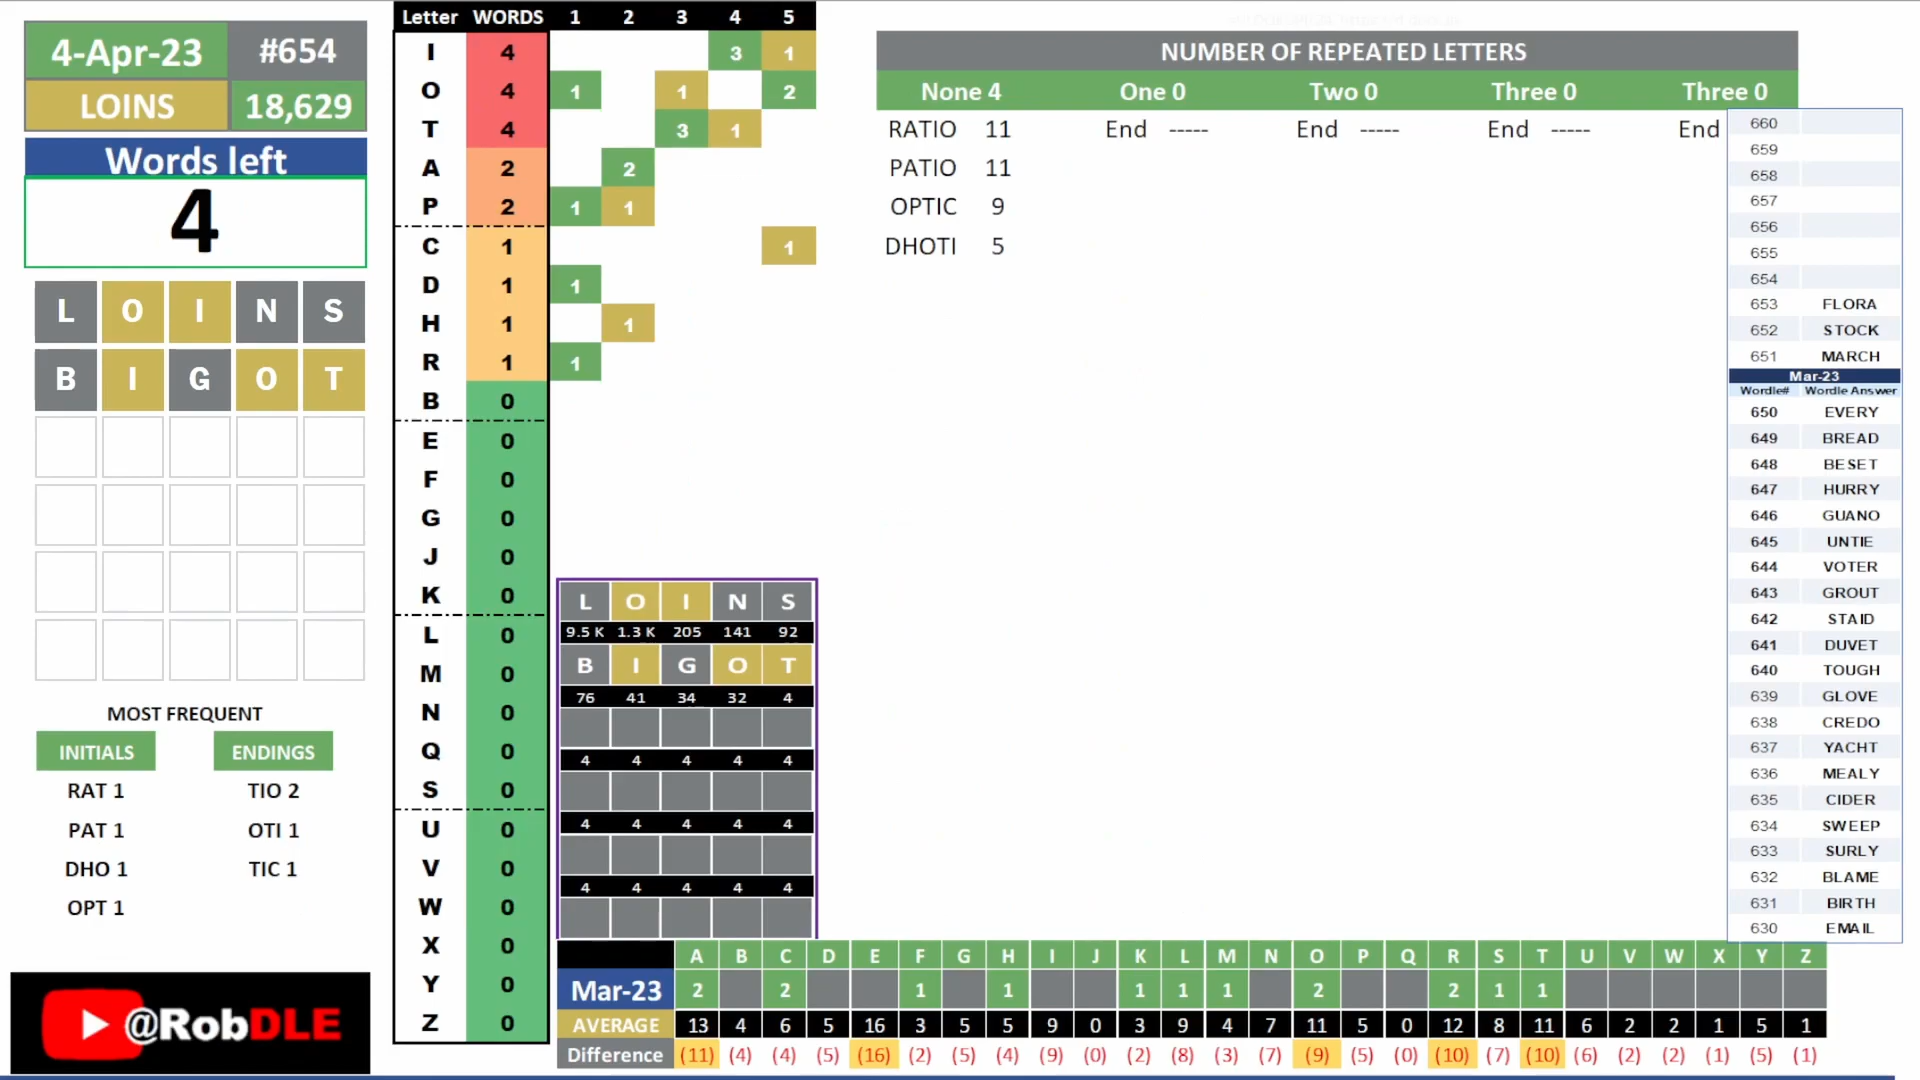 4-Apr-23 #654
LOINS 18,629
Words left
4
L O I N S
B I G O T
MOST FREQUENT
INITIALS ENDINGS
RAT 1 TIO 2
PAT 1 OTI 1
DHO 1 TIC 1
OPT 1
@RobDLE
Letter WORDS 1 2 3 4 5
I 4 3 1
O 4 1 1 2
T 4 3 1
A 2 2
P 2 1 1
C 1 1
D 1 1
H 1 1
R 1 1
B 0
E 0
F 0
G 0
J 0
K 0
L 0
M 0
N 0
Q 0
S 0
U 0
V 0
W 0
X 0
Y 0
Z 0
L O I N S
9.5 K 1.3 K 205 141 92
B I G O T
76 41 34 32 4
4 4 4 4 4
4 4 4 4 4
4 4 4 4 4
NUMBER OF REPEATED LETTERS
None 4 One 0 Two 0 Three 0 Three 0
RATIO 11 End ----- End ----- End ----- End
PATIO 11
OPTIC 9
DHOTI 5
660
659
658
657
656
655
654
653 FLORA
652 STOCK
651 MARCH
Mar-23
Wordle# Wordle Answer
650 EVERY
649 BREAD
648 BESET
647 HURRY
646 GUANO
645 UNTIE
644 VOTER
643 GROUT
642 STAID
641 DUVET
640 TOUGH
639 GLOVE
638 CREDO
637 YACHT
636 MEALY
635 CIDER
634 SWEEP
633 SURLY
632 BLAME
631 BIRTH
630 EMAIL
A B C D E F G H I J K L M N O P Q R S T U V W X Y Z
Mar-23 2 2 1 1 1 1 1 2 2 1 1
AVERAGE 13 4 6 5 16 3 5 5 9 0 3 9 4 7 11 5 0 12 8 11 6 2 2 1 5 1
Difference (11) (4) (4) (5) (16) (2) (5) (4) (9) (0) (2) (8) (3) (7) (9) (5) (0) (10) (7) (10) (6) (2) (2) (1) (5) (1)